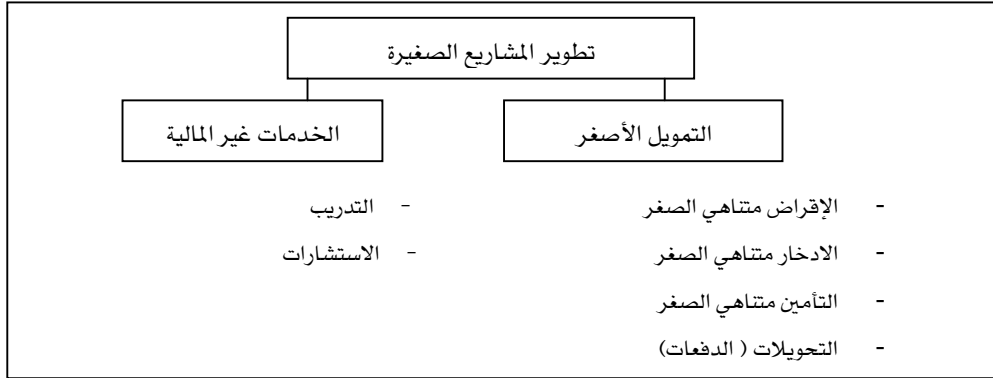 تطوير المشاريع الصغيرة
التمويل الأصغر
الخدمات غير المالية
- الإقراض متناهي الصغر
- الادخار متناهي الصغر
- التأمين متناهي الصغر
- التحويلات ( الدفعات)
- التدريب
- الاستشارات